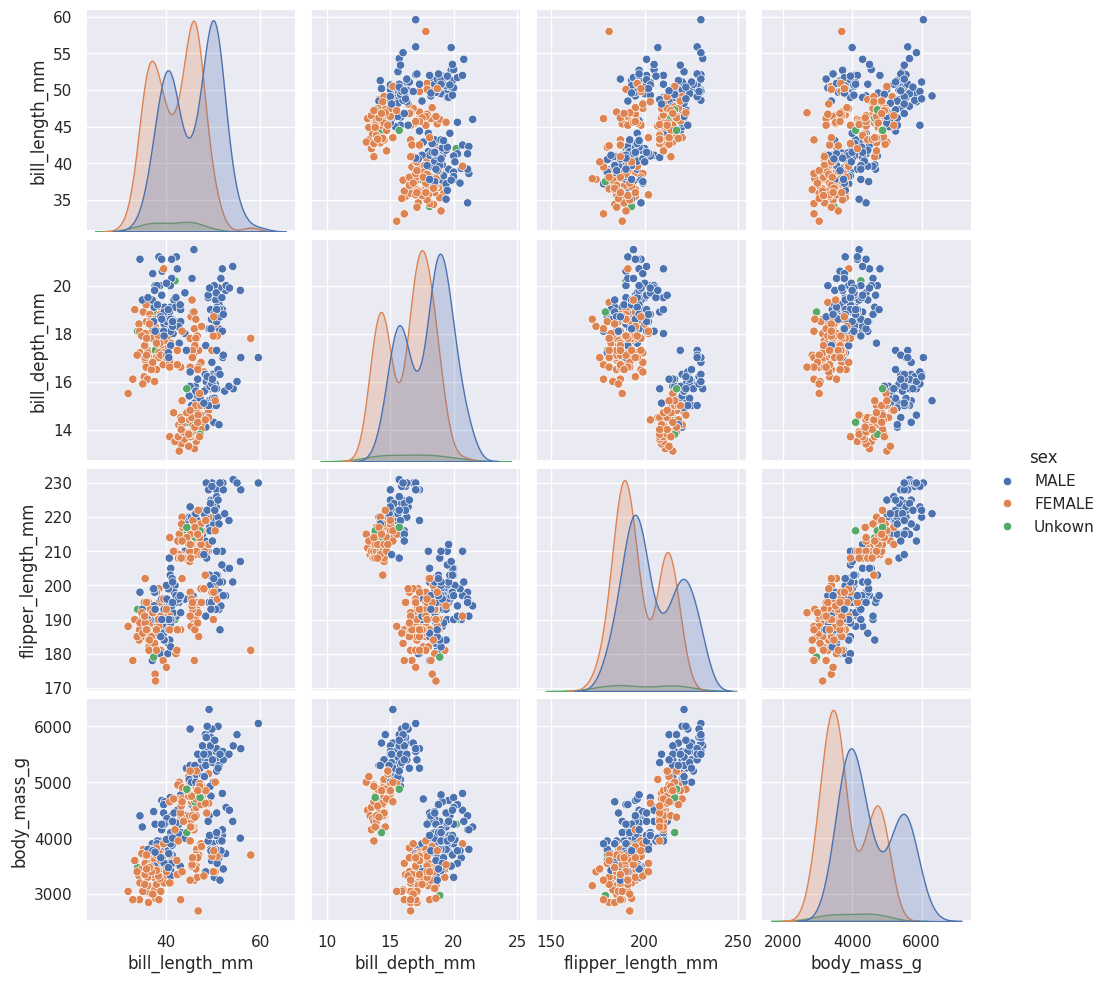 60
55
50
45
40
35
bill_length_mm
20
18
16
14
bill_depth_mm
230
220
210
200
190
180
170
flipper_length_mm
6000
5000
4000
3000
body_mass_g
40 60
bill_length_mm
10 15 20 25
bill_depth_mm
150 200 250
flipper_length_mm
2000 4000 6000
body_mass_g
sex
MALE
FEMALE
Unkown